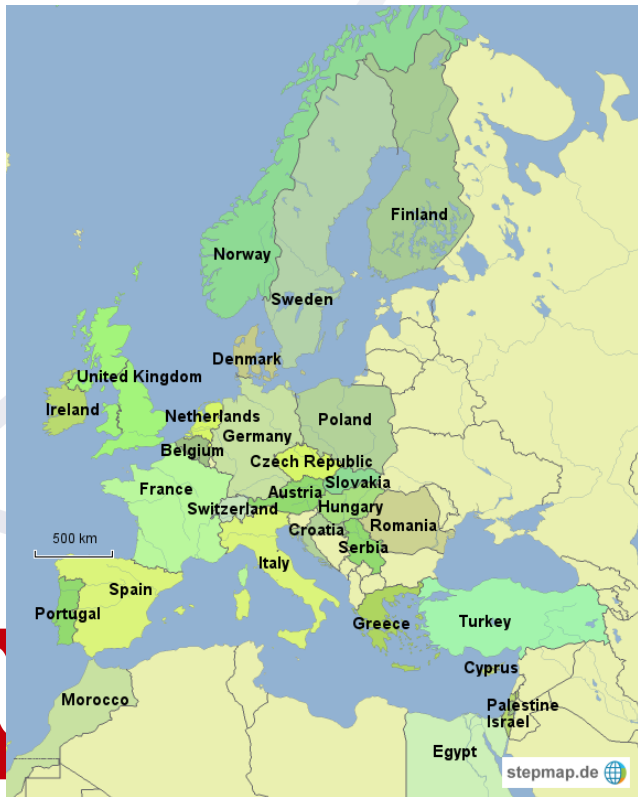 Finland
Norway
Sweden
Denmark
United Kingdom
Ireland
Netherlands
Poland
Germany
Belgium
Czech Republic
Slovakia
France
Austria
Switzerland
Hungary
Croatia
Romania
500 km
Serbia
Italy
Spain
Portugal
Greece
Turkey
Cyprus
Morocco
Palestine
Israel
Egypt
stepmap.de